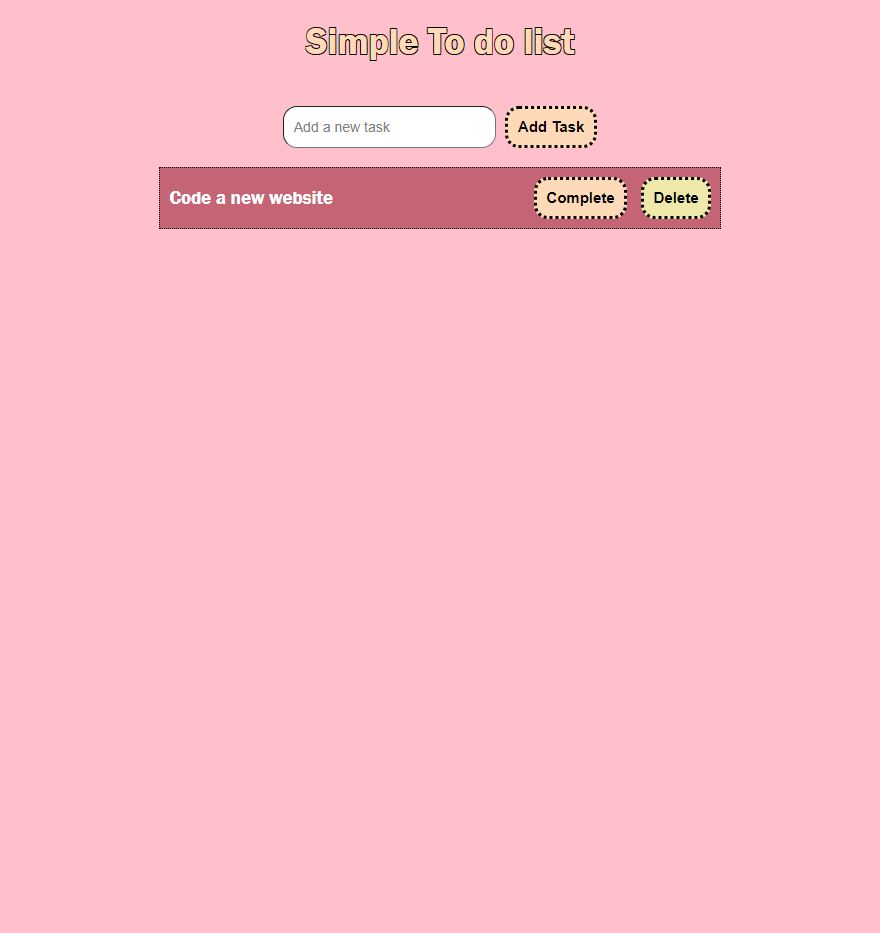 Simple To do list
Add a new task Add Task
Code a new website Complete Delete